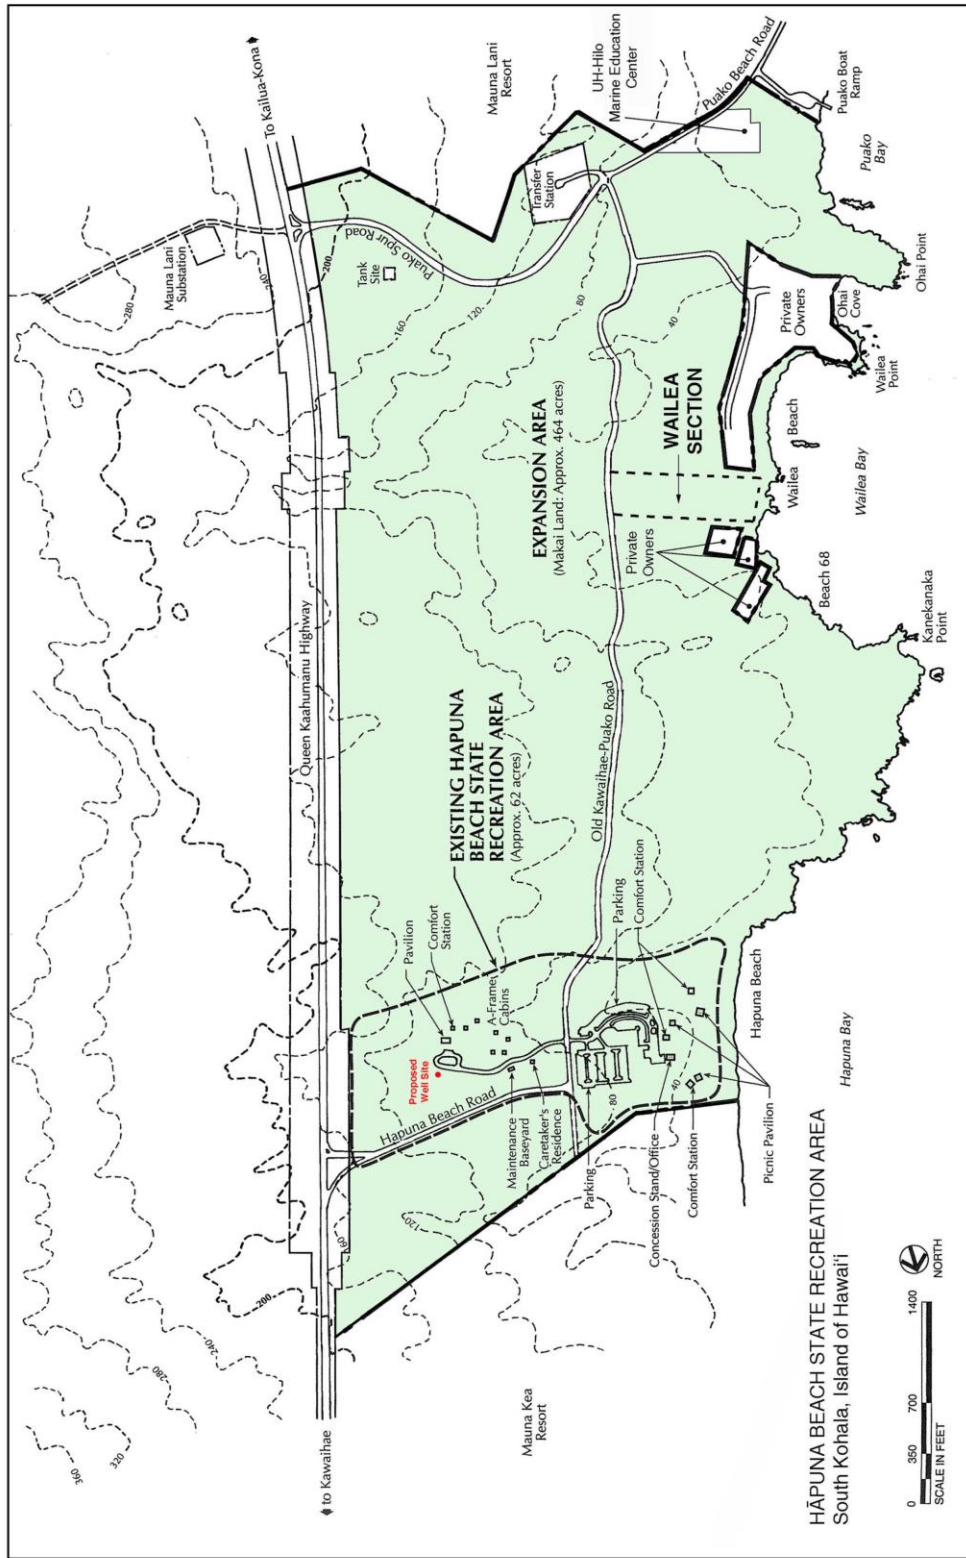 360
320
280
240
200
to Kawaihae
160
120
Mauna Kea
Resort
HĀPUNA BEACH STATE RECREATION AREA
South Kohala, Island of Hawai'i
0
350
700
1400
SCALE IN FEET
NORTH
Hapuna Beach Road
Proposed
Well Site
Pavilion
Comfort
Station
A-Frame
Cabins
Maintenance
Baseyard
Caretaker's
Residence
Parking
Concession Stand/Office
Comfort Station
Picnic Pavilion
80
40
Parking
Comfort Station
Hapuna Beach
Hapuna Bay
EXISTING HAPUNA
BEACH STATE
RECREATION AREA
(Approx. 62 acres)
Queen Kaahumanu Highway
Old Kawaihae-Puako Road
EXPANSION AREA
(Makai Land: Approx. 464 acres)
WAILEA
SECTION
Private
Owners
Beach 68
Kanekanaka
Point
Wailea
Beach
Wailea Bay
Wailea
Point
Private
Owners
Ohai
Cove
Ohai Point
Puako
Bay
Puako Boat
Ramp
Puako Beach Road
UH-Hilo
Marine Education
Center
Transfer
Station
Mauna Lani
Resort
Puako Spur Road
Tank
Site
Mauna Lani
Substation
To Kailua-Kona
280
240
200
160
120
80
40